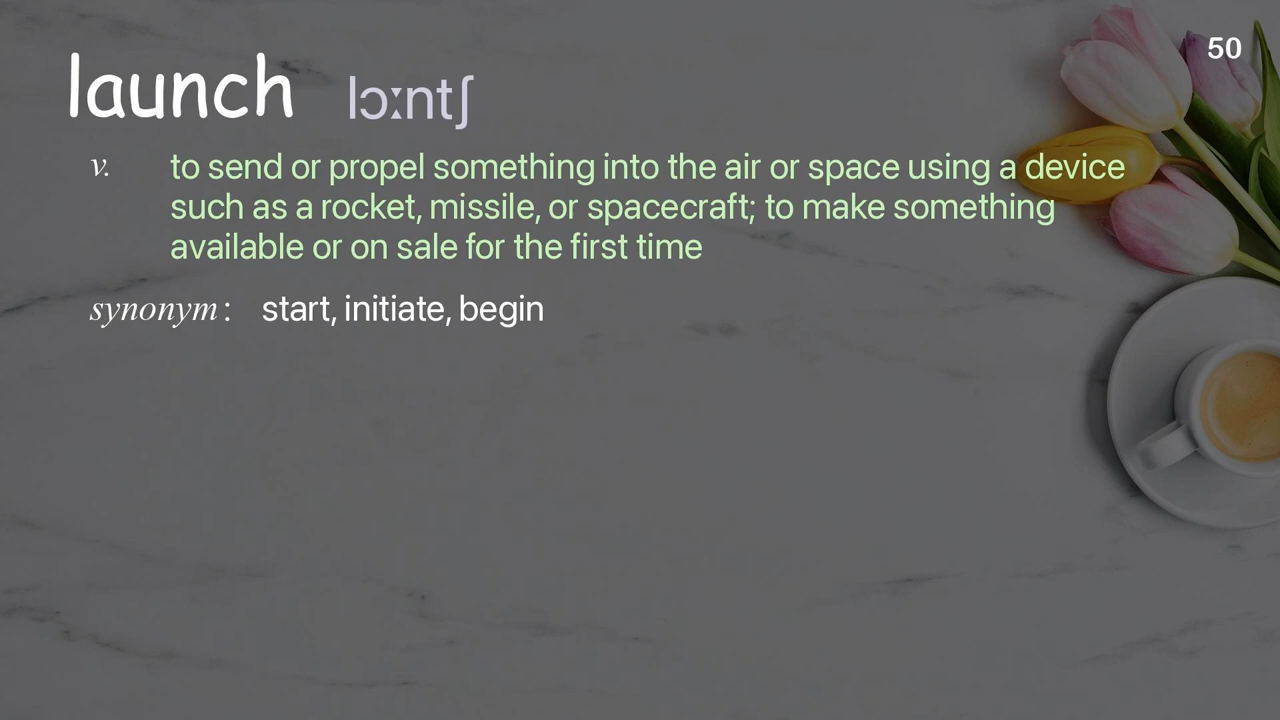 50
launch lɔːntʃ
v. to send or propel something into the air or space using a device
such as a rocket, missile, or spacecraft; to make something
available or on sale for the first time
synonym: start, initiate, begin